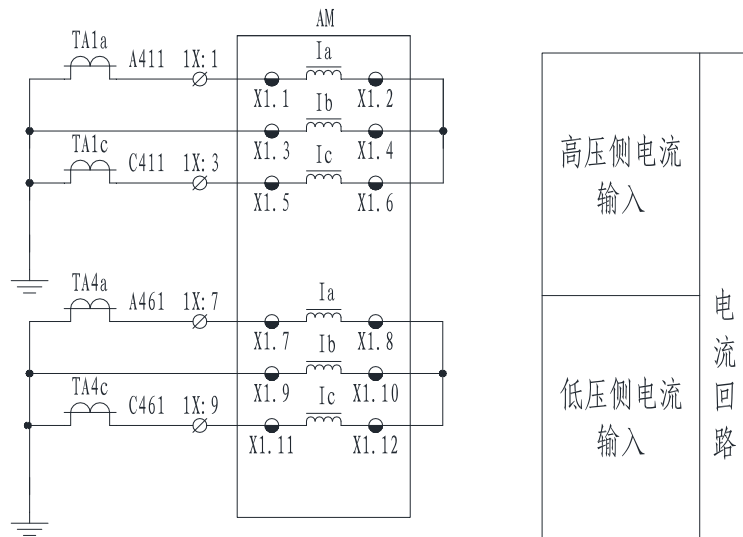 AM
TA1a A411 1X:1 Ia
X1.1 X1.2
Ib
TA1c C411 1X:3 X1.3 X1.4
Ic
X1.5 X1.6
高压侧电流
输入
TA4a A461 1X:7 Ia
X1.7 X1.8
Ib
TA4c C461 1X:9 X1.9 X1.10
Ic
X1.11 X1.12
低压侧电流
输入
电
流
回
路